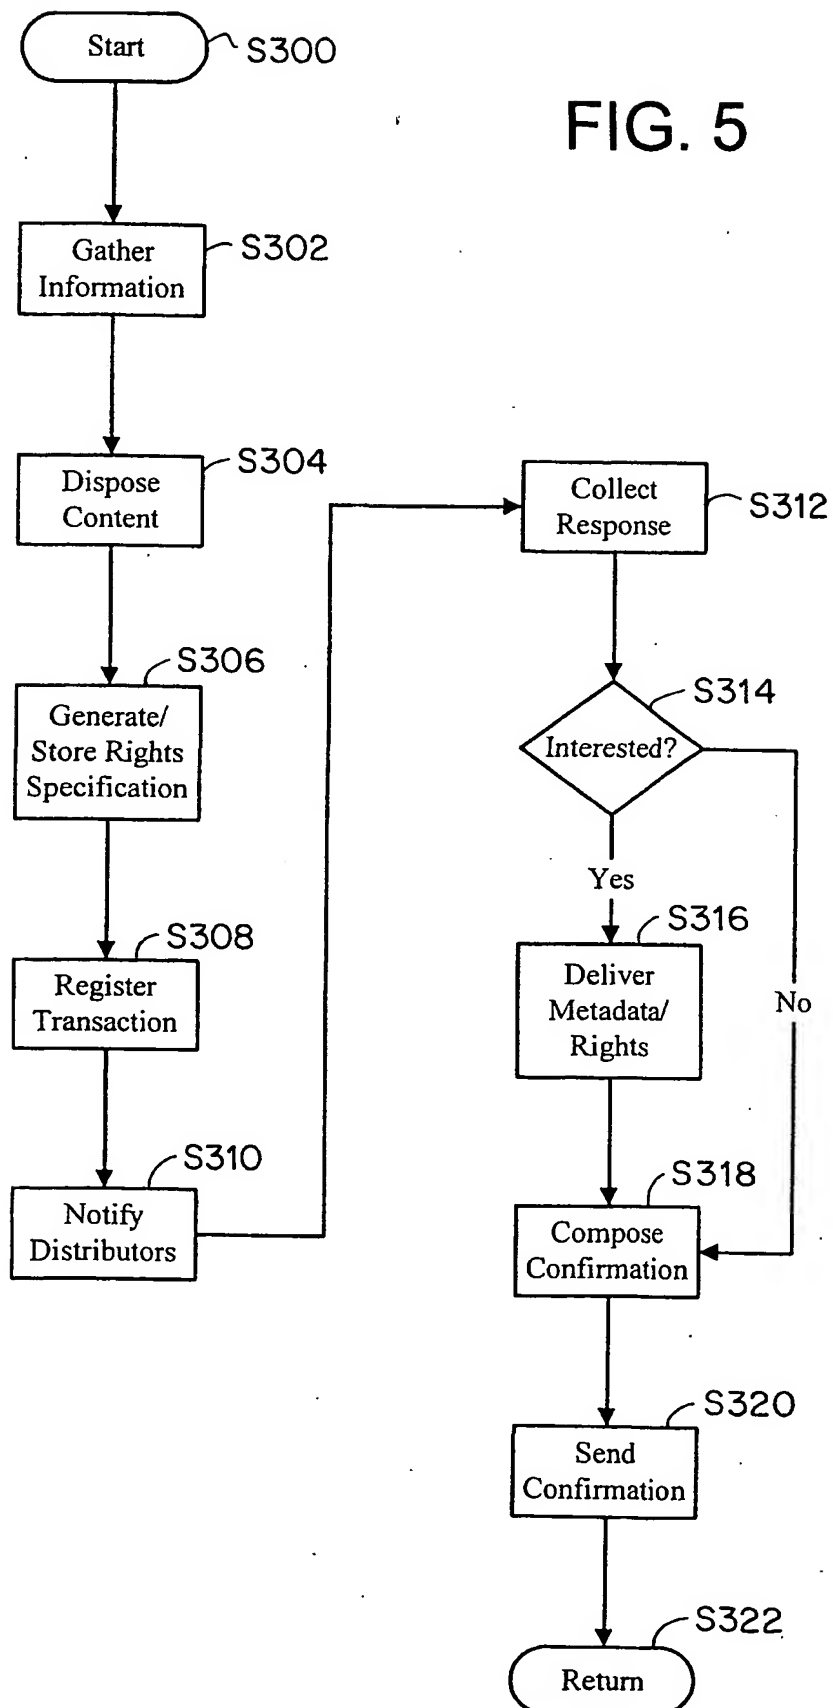 FIG. 5
Start
S300
Gather
Information
S302
Dispose
Content
S304
Generate/
Store Rights
Specification
S306
Register
Transaction
S308
Notify
Distributors
S310
Collect
Response
S312
Interested?
S314
Yes
No
Deliver
Metadata/
Rights
S316
Compose
Confirmation
S318
Send
Confirmation
S320
Return
S322